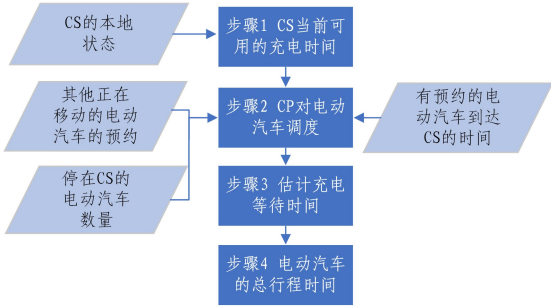 CS的本地
状态
步骤1 CS当前可
用的充电时间
其他正在
移动的电动
汽车的预约
步骤2 CP对电动
汽车调度
有预约的电
动汽车到达
CS的时间
停在CS的
电动汽车
数量
步骤3 估计充电
等待时间
步骤4 电动汽车
的总行程时间